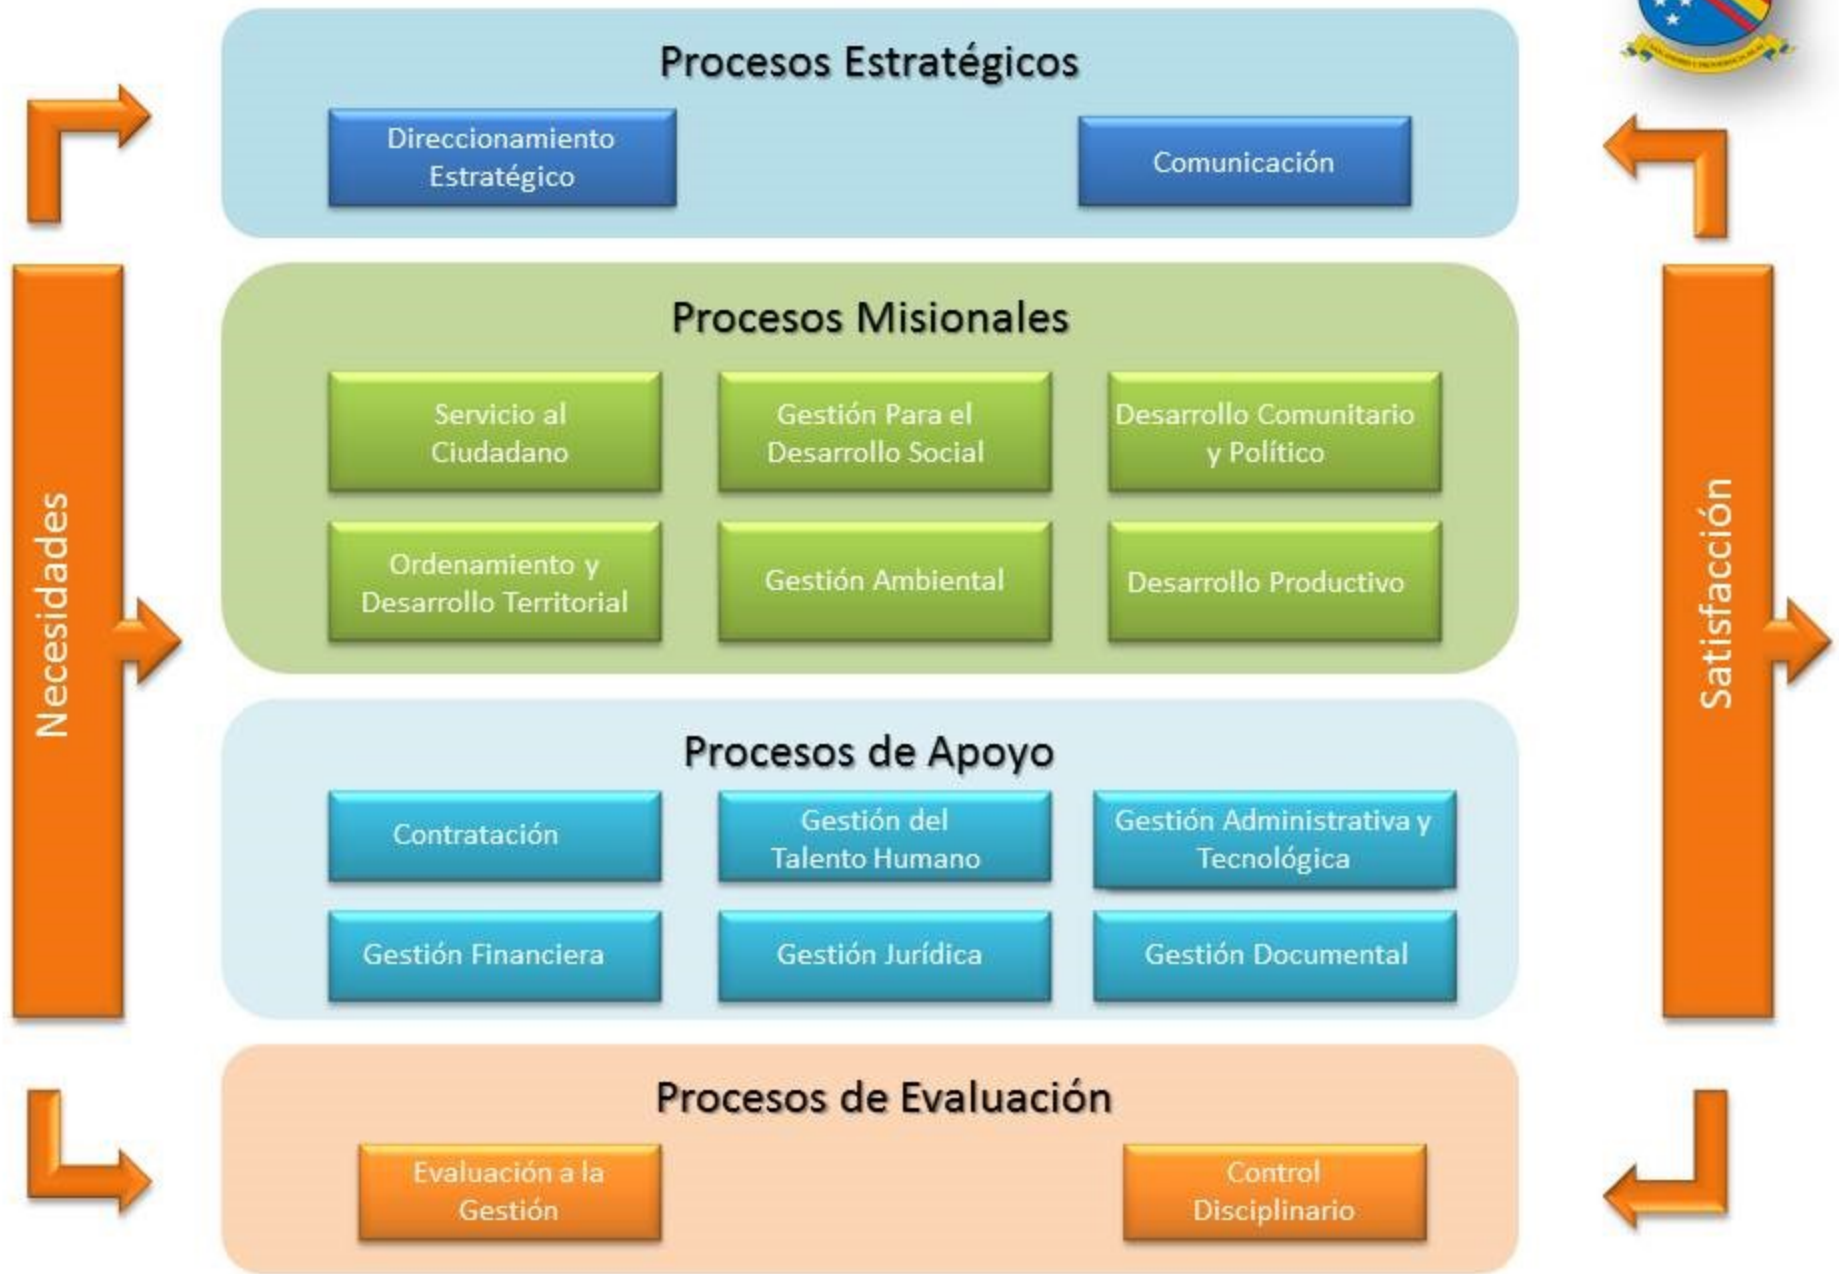 Procesos Estratégicos
Direccionamiento
Estratégico
Comunicación
Necesidades
Procesos Misionales
Servicio al
Ciudadano
Gestión Para el
Desarrollo Social
Desarrollo Comunitario
y Político
Ordenamiento y
Desarrollo Territorial
Gestión Ambiental
Desarrollo Productivo
Satisfacción
Procesos de Apoyo
Contratación
Gestión del
Talento Humano
Gestión Administrativa y
Tecnológica
Gestión Financiera
Gestión Jurídica
Gestión Documental
Procesos de Evaluación
Evaluación a la
Gestión
Control
Disciplinario